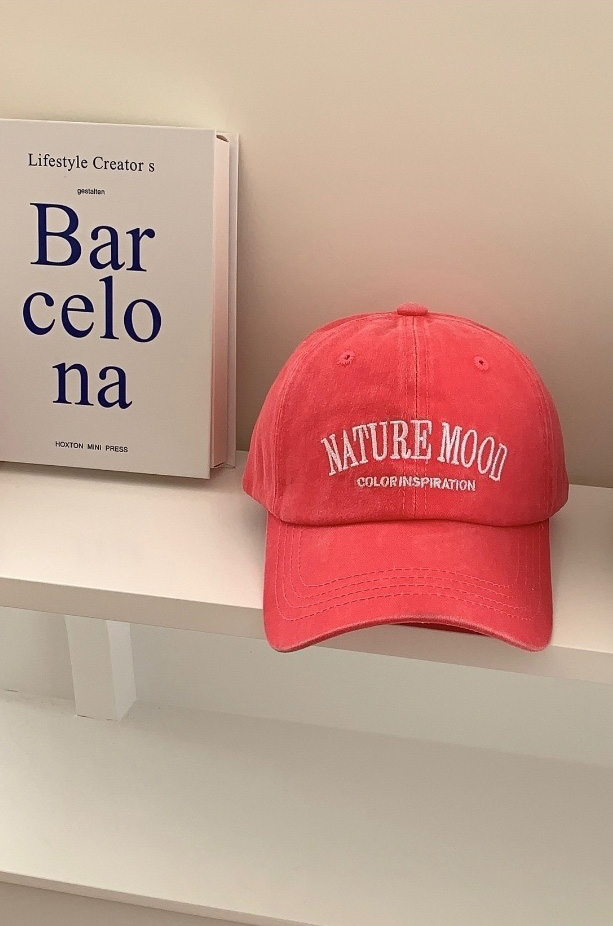 Lifestyle Creator s
gestalten
Bar
celo
na
HOXTON MINI PRESS
NATURE MOOD
COLOR INSPIRATION